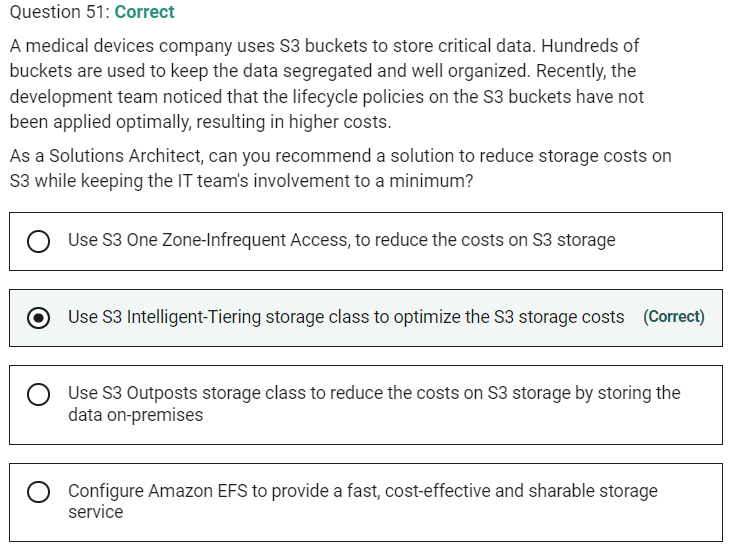 Question 51: Correct
A medical devices company uses S3 buckets to store critical data. Hundreds of
buckets are used to keep the data segregated and well organized. Recently, the
development team noticed that the lifecycle policies on the S3 buckets have not
been applied optimally, resulting in higher costs.
As a Solutions Architect, can you recommend a solution to reduce storage costs on
S3 while keeping the IT team's involvement to a minimum?
Use S3 One Zone-Infrequent Access, to reduce the costs on S3 storage
Use S3 Intelligent-Tiering storage class to optimize the S3 storage costs (Correct)
Use S3 Outposts storage class to reduce the costs on S3 storage by storing the
data on-premises
Configure Amazon EFS to provide a fast, cost-effective and sharable storage
service